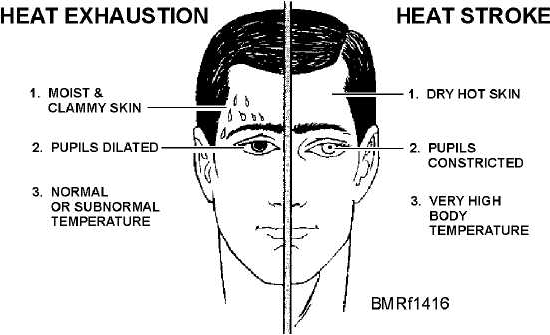 HEAT EXHAUSTION
1. MOIST &
CLAMMY SKIN
2. PUPILS DILATED
3. NORMAL
OR SUBNORMAL
TEMPERATURE
HEAT STROKE
1. DRY HOT SKIN
2. PUPILS
CONSTRICTED
3. VERY HIGH
BODY
TEMPERATURE
BMRf1416